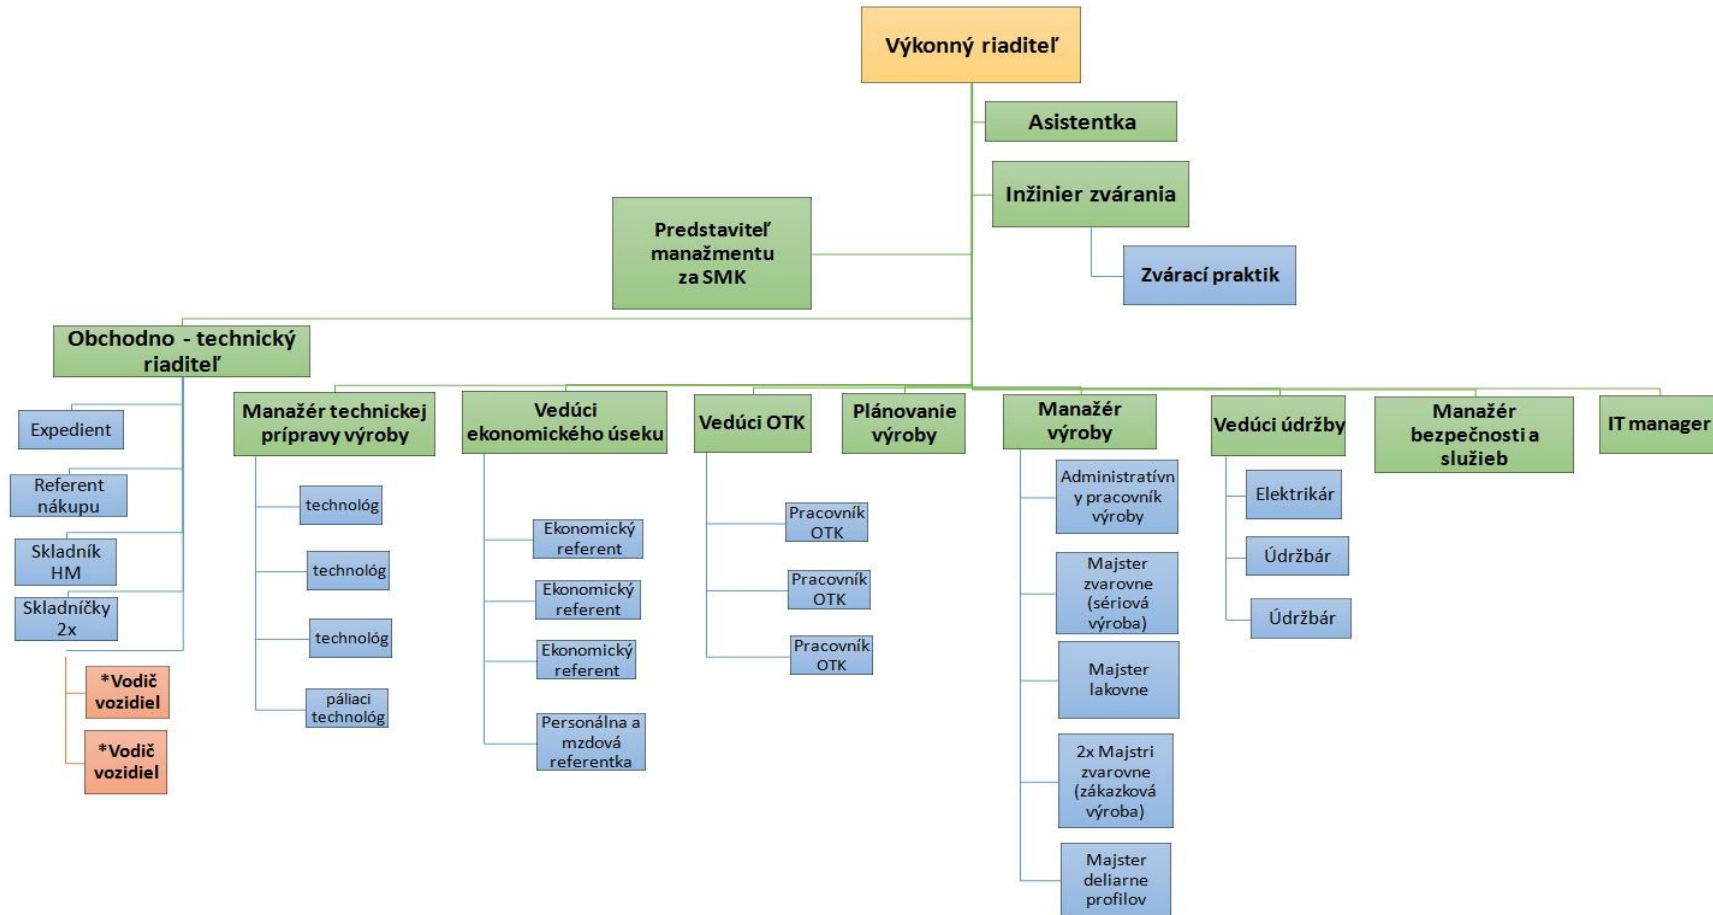 Výkonný riaditeľ
Asistentka
Inžinier zvárania
Predstaviteľ
manažmentu
za SMK
Zvárací praktik
Obchodno - technický
riaditeľ
Expedient
Referent
nákupu
Skladník
HM
Skladníčky
2x
*Vodič
vozidiel
*Vodič
vozidiel
Manažér technickej
prípravy výroby
technológ
technológ
technológ
páliaci
technológ
Vedúci
ekonomického úseku
Ekonomický
referent
Ekonomický
referent
Ekonomický
referent
Personálna a
mzdová
referentka
Vedúci OTK
Pracovník
OTK
Pracovník
OTK
Pracovník
OTK
Plánovanie
výroby
Manažér
výroby
Administratívn
y pracovník
výroby
Majster
zvarovne
(sériová
výroba)
Majster
lakovne
2x Majstri
zvarovne
(zákazková
výroba)
Majster
deliarne
profilov
Vedúci údržby
Elektrikár
Údržbár
Údržbár
Manažér
bezpečnosti a
služieb
IT manager